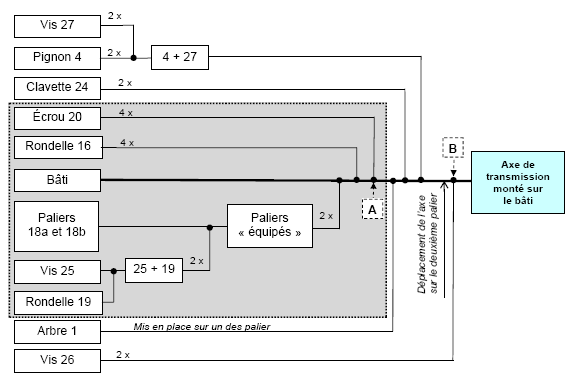 Vis 27
2 x
Pignon 4
2 x
4 + 27
Clavette 24
2 x
Écrou 20
4 x
Rondelle 16
4 x
B
Bâti
Axe de
transmission
monté sur
le bâti
A
Paliers
18a et 18b
Paliers
« équipés »
2 x
Déplacement de l'axe
sur le deuxième palier
Vis 25
25 + 19
2 x
Rondelle 19
Arbre 1
Mis en place sur un des palier
Vis 26
2 x